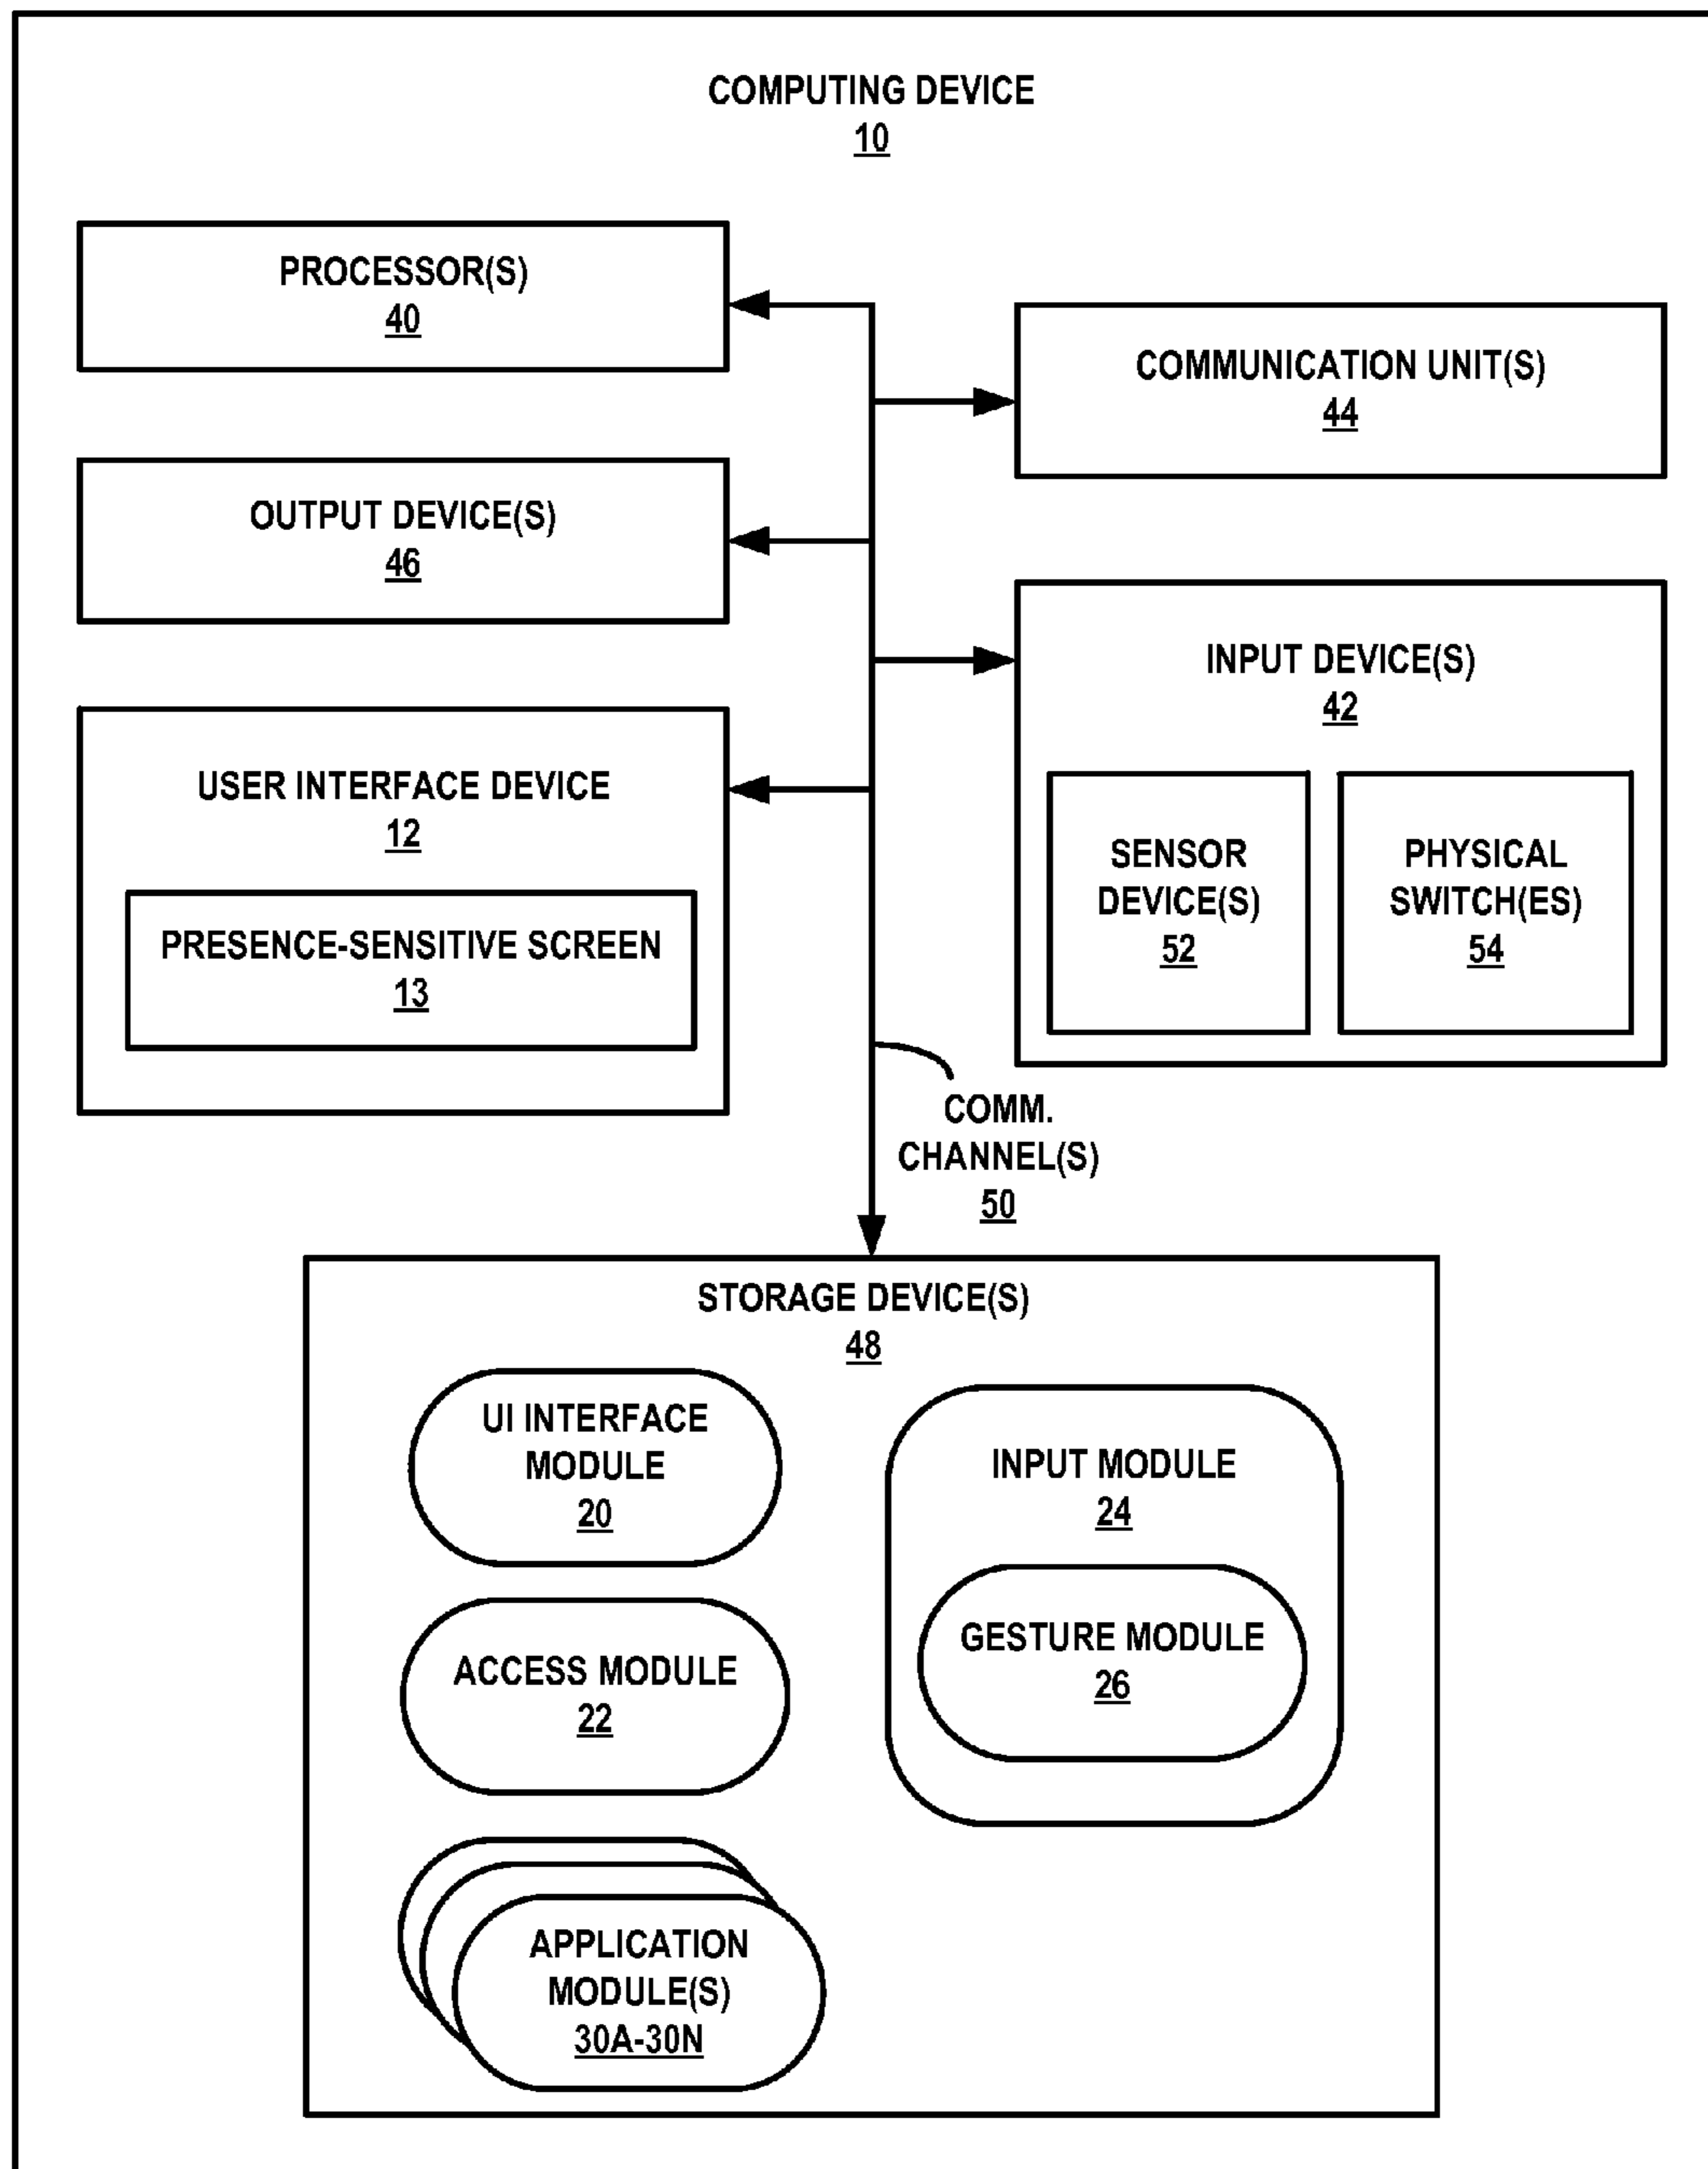 COMPUTING DEVICE
10
PROCESSOR(S)
40
COMMUNICATION UNIT(S)
44
OUTPUT DEVICE(S)
46
INPUT DEVICE(S)
42
SENSOR
DEVICE(S)
52
PHYSICAL
SWITCH(ES)
54
USER INTERFACE DEVICE
12
PRESENCE-SENSITIVE SCREEN
13
COMM.
CHANNEL(S)
50
STORAGE DEVICE(S)
48
UI INTERFACE
MODULE
20
INPUT MODULE
24
GESTURE MODULE
26
ACCESS MODULE
22
APPLICATION
MODULE(S)
30A-30N